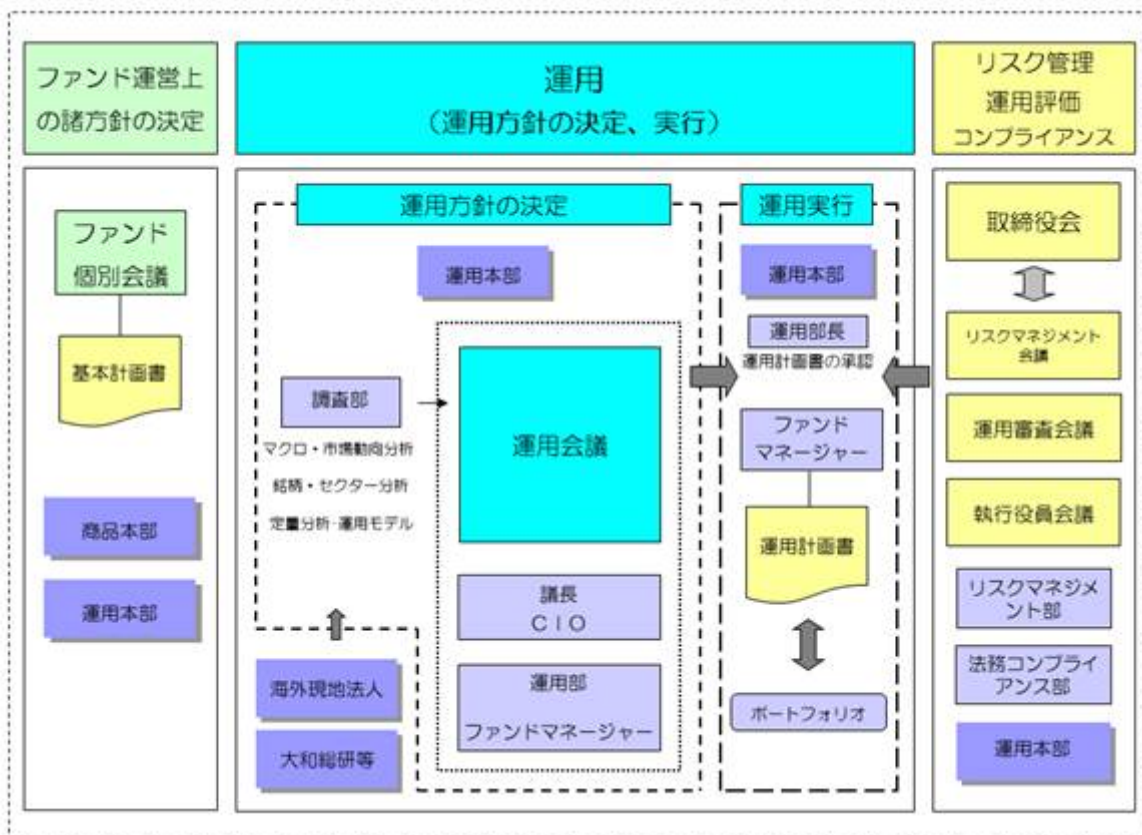 ファンド運営上
の諸方針の決定
運用
（運用方針の決定、実行）
リスク管理
運用評価
コンプライアンス
ファンド
個別会議
基本計画書
商品本部
運用本部
運用方針の決定
運用本部
調査部
マクロ・市場動向分析
銘柄・セクター分析
定量分析・運用モデル
運用会議
議長
ＣＩＯ
運用部
ファンドマネージャー
海外現地法人
大和総研等
運用実行
運用本部
運用部長
運用計画書の承認
ファンド
マネージャー
運用計画書
ポートフォリオ
取締役会
リスクマネジメント
会議
運用審査会議
執行役員会議
リスクマネジメ
ント部
法務コンプライ
アンス部
運用本部